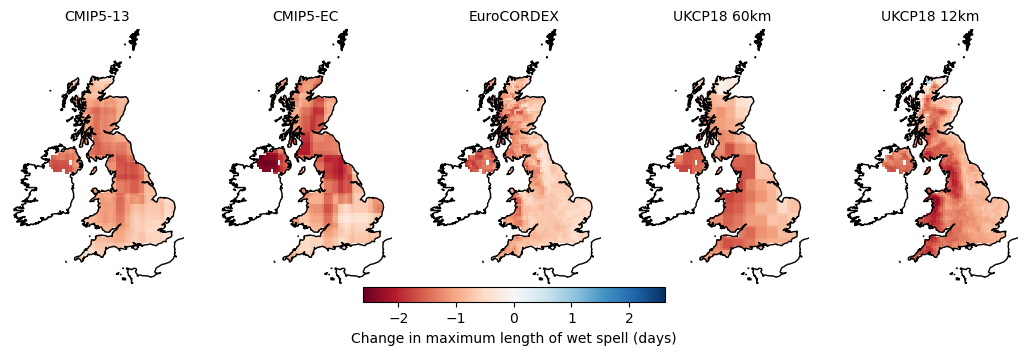 CMIP5-13 CMIP5-EC EuroCORDEX UKCP18 60km UKCP18 12km
−2 −1 0 1 2
Change in maximum length of wet spell (days)